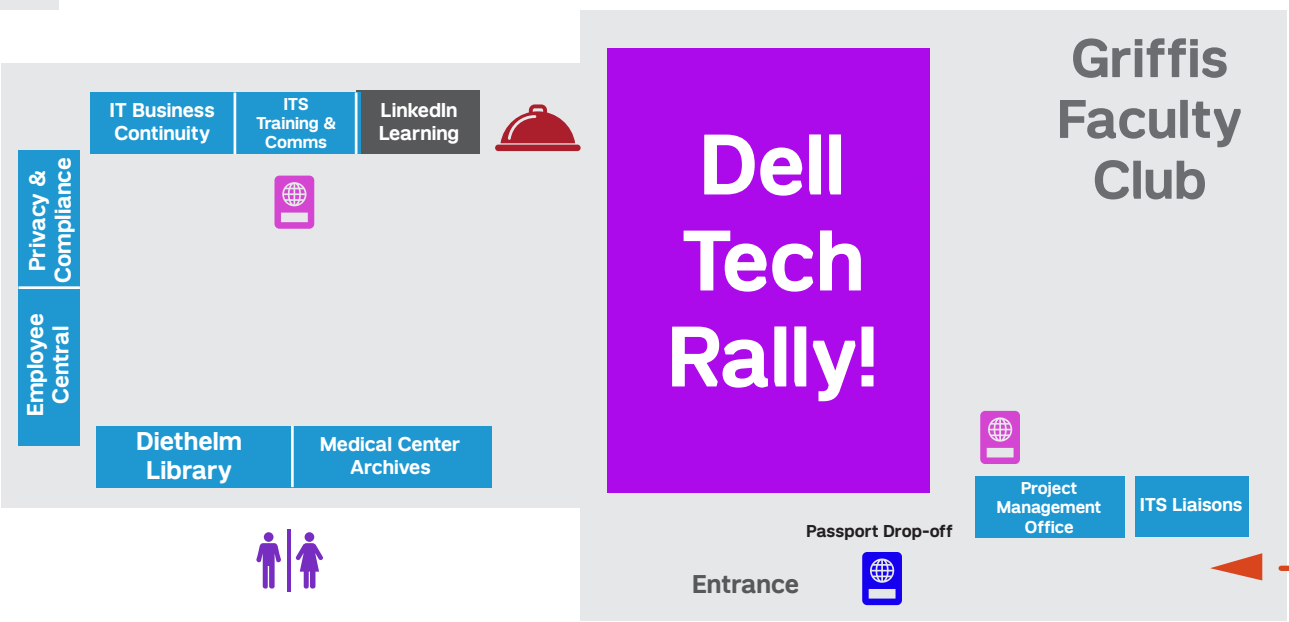 IT Business
Continuity
ITS
Training &
Comms
LinkedIn
Learning
Privacy &
Compliance
Employee
Central
Diethelm
Library
Medical Center
Archives
Dell
Tech
Rally!
Griffis
Faculty
Club
Project
Management
Office
ITS Liaisons
Passport Drop-off
Entrance